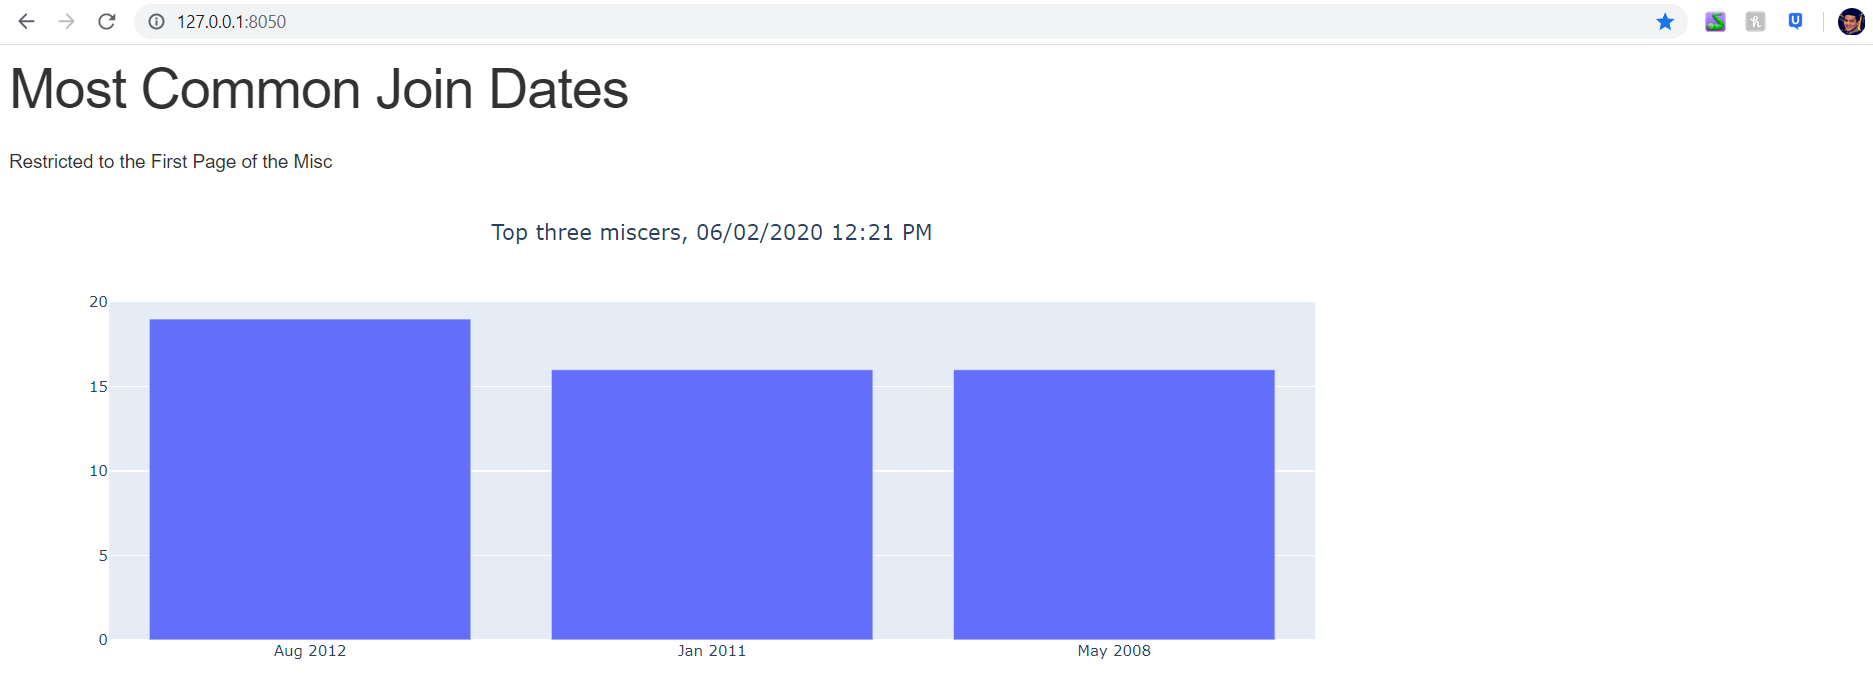 127.0.0.1:8050
Most Common Join Dates
Restricted to the First Page of the Misc
Top three miscers, 06/02/2020 12:21 PM
20
15
10
5
0
Aug 2012 Jan 2011 May 2008